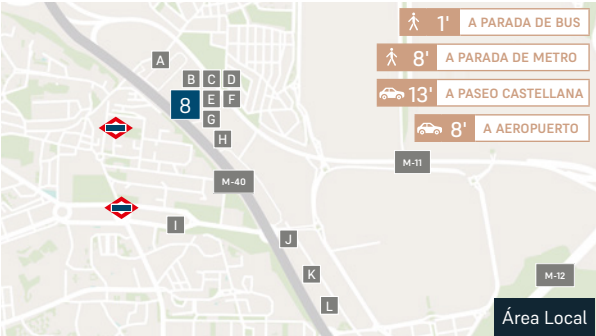 1' A PARADA DE BUS
8' A PARADA DE METRO
13' A PASEO CASTELLANA
8' A AEROPUERTO
A
B C D
8 E F
G
H
M-11
M-40
I
J
K
M-12
L
Área Local